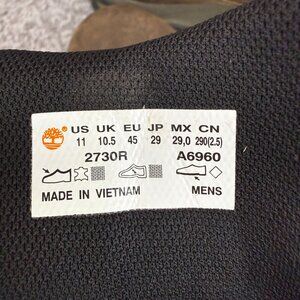 US UK EU JP MX CN
11 10.5 45 29 29,0 290(2.5)
2730R A6960
MADE IN VIETNAM MENS